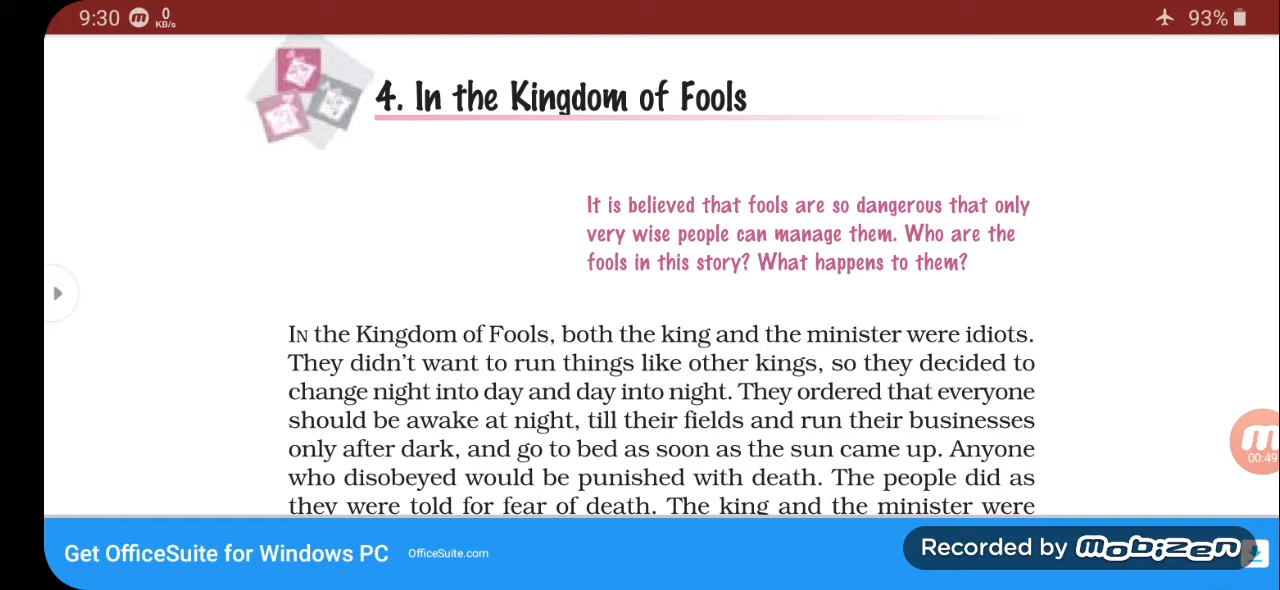 9:30 m 0 KB/s 93%
4. In the Kingdom of Fools
It is believed that fools are so dangerous that only
very wise people can manage them. Who are the
fools in this story? What happens to them?
IN the Kingdom of Fools, both the king and the minister were idiots.
They didn't want to run things like other kings, so they decided to
change night into day and day into night. They ordered that everyone
should be awake at night, till their fields and run their businesses
only after dark, and go to bed as soon as the sun came up. Anyone
who disobeyed would be punished with death. The people did as
they were told for fear of death. The king and the minister were
m
00:49
Get OfficeSuite for Windows PC OfficeSuite.com
Recorded by mobizen